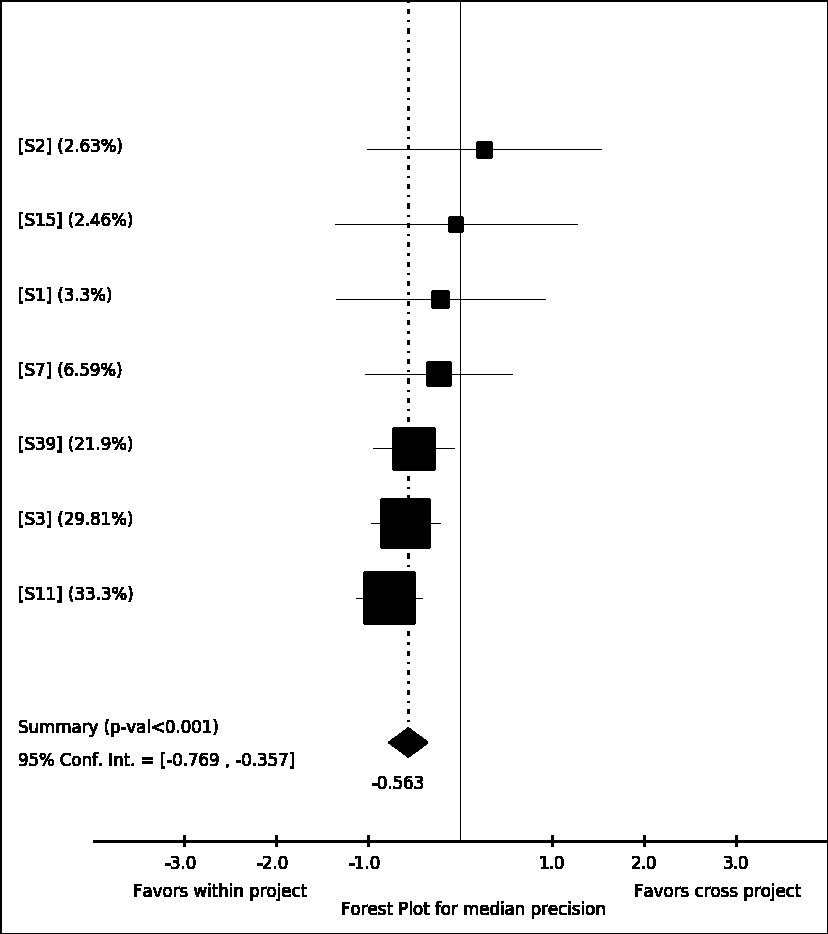 [S2] (2.63%)
[S15] (2.46%)
[S1] (3.3%)
[S7] (6.59%)
[S39] (21.9%)
[S3] (29.81%)
[S11] (33.3%)
Summary (p-val<0.001)
95% Conf. Int. = [-0.769 , -0.357]
-0.563
-3.0 -2.0 -1.0 1.0 2.0 3.0
Favors within project Favors cross project
Forest Plot for median precision